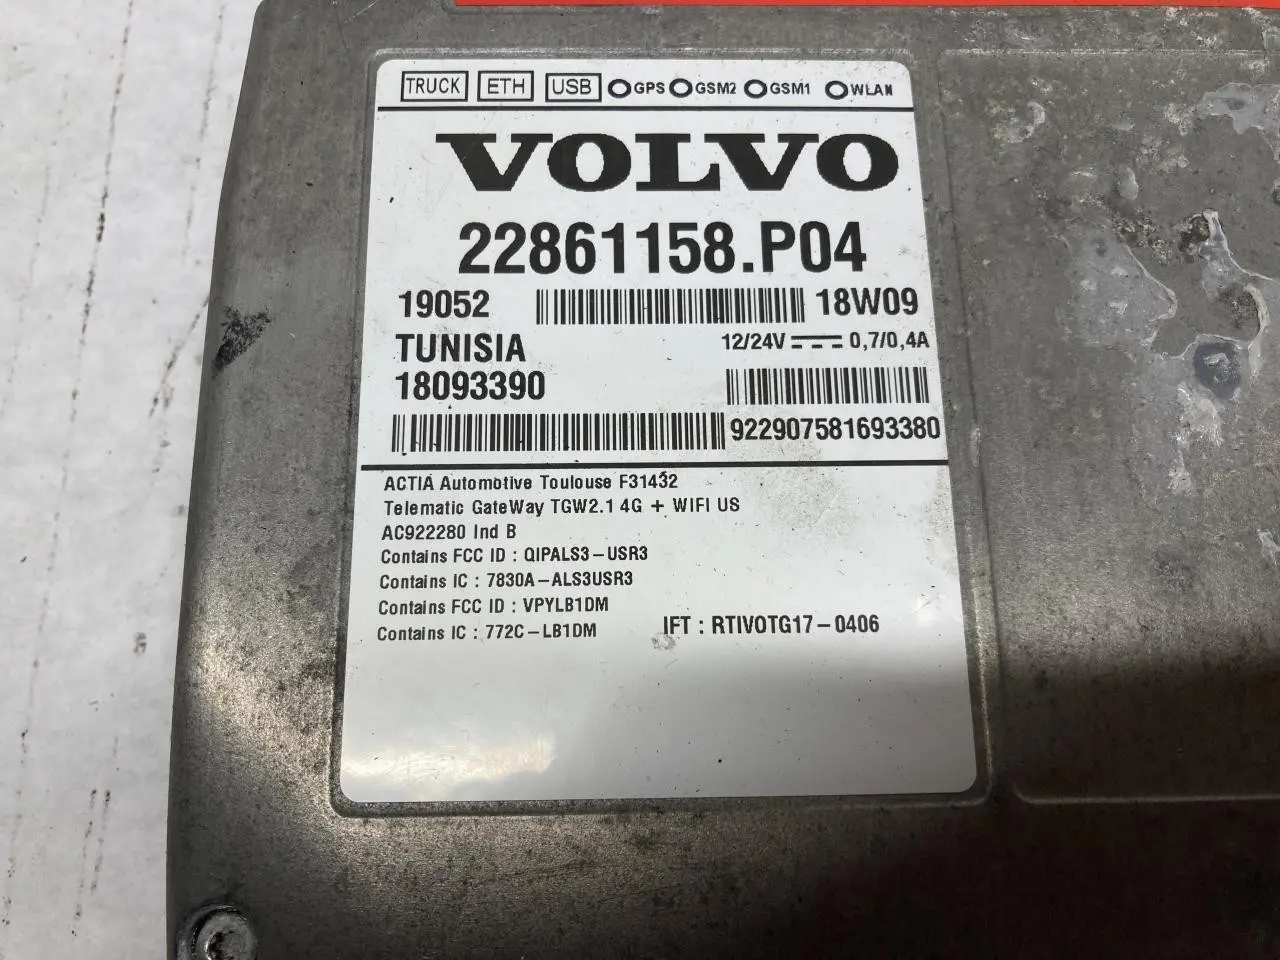 TRUCK ETH USB GPS GSM2 GSM1 WLAN
VOLVO
22861158.P04
19052 18W09
TUNISIA 12/24V 0,7/0,4A
18093390
922907581693380
ACTIA Automotive Toulouse F31432
Telematic GateWay TGW2.1 4G + WIFI US
AC922280 Ind B
Contains FCC ID : QIPALS3-USR3
Contains IC : 7830A-ALS3USR3
Contains FCC ID : VPYLB1DM
Contains IC : 772C-LB1DM IFT : RTIVOTG17-0406